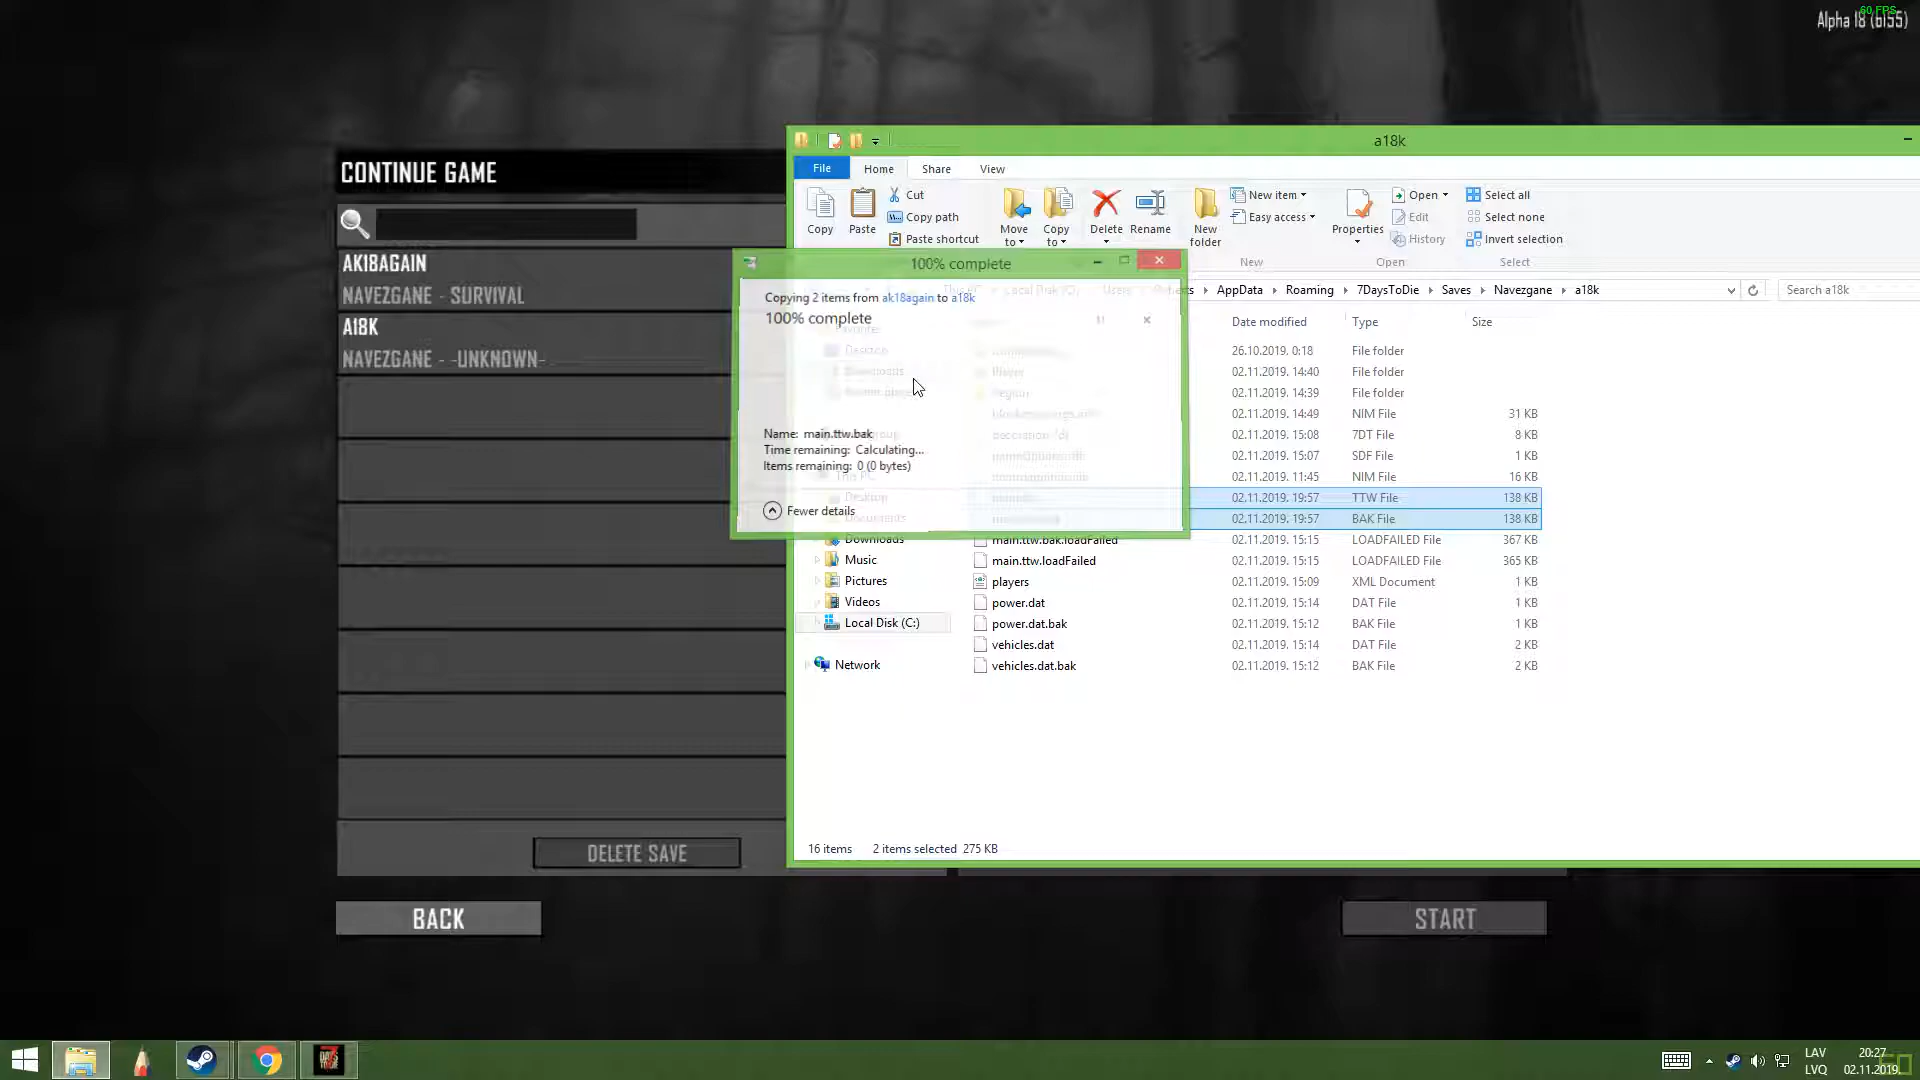 60 FPS
Alpha 18 (b155)
CONTINUE GAME
AK18AGAIN
NAVEZGANE - SURVIVAL
A18K
NAVEZGANE - -UNKNOWN-
DELETE SAVE
BACK
START
a18k
File Home Share View
Copy
Paste
Cut
Copy path
Paste shortcut
Move to
Copy to
Delete
Rename
New folder
New item
Easy access
New
Properties
Open
Edit
History
Open
Select all
Select none
Invert selection
Select
AppData Roaming 7DaysToDie Saves Navezgane a18k
Search a18k
100% complete
Copying 2 items from ak18again to a18k
100% complete
Name: main.ttw.bak
Time remaining: Calculating...
Items remaining: 0 (0 bytes)
Fewer details
Desktop
Downloads
Desktop
Documents
Downloads
Music
Pictures
Videos
Local Disk (C:)
Network
Date modified Type Size
26.10.2019. 0:18 File folder
Player 02.11.2019. 14:40 File folder
Region 02.11.2019. 14:39 File folder
02.11.2019. 14:49 NIM File 31 KB
02.11.2019. 15:08 7DT File 8 KB
02.11.2019. 15:07 SDF File 1 KB
02.11.2019. 11:45 NIM File 16 KB
02.11.2019. 19:57 TTW File 138 KB
02.11.2019. 19:57 BAK File 138 KB
main.ttw.bak.loadFailed 02.11.2019. 15:15 LOADFAILED File 367 KB
main.ttw.loadFailed 02.11.2019. 15:15 LOADFAILED File 365 KB
players 02.11.2019. 15:09 XML Document 1 KB
power.dat 02.11.2019. 15:14 DAT File 1 KB
power.dat.bak 02.11.2019. 15:12 BAK File 1 KB
vehicles.dat 02.11.2019. 15:14 DAT File 2 KB
vehicles.dat.bak 02.11.2019. 15:12 BAK File 2 KB
16 items 2 items selected 275 KB
LAV
LVQ
20:27
02.11.2019.